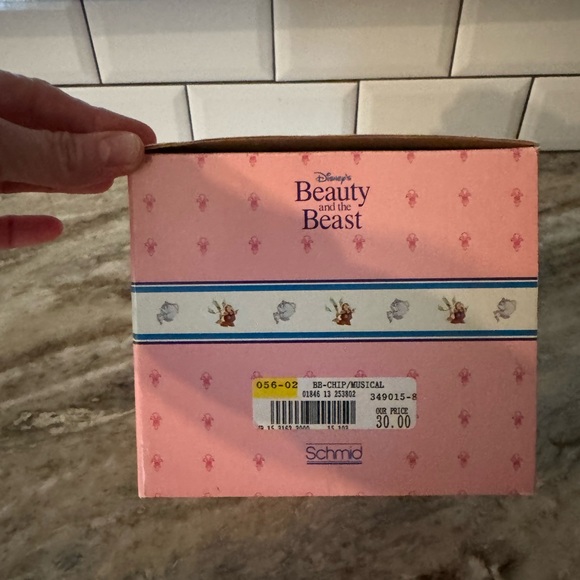 Disney's
Beauty
and the
Beast
056-02 BB-CHIP/MUSICAL
01846 13 253802
349015-8
OUR PRICE
30.00
Schmid